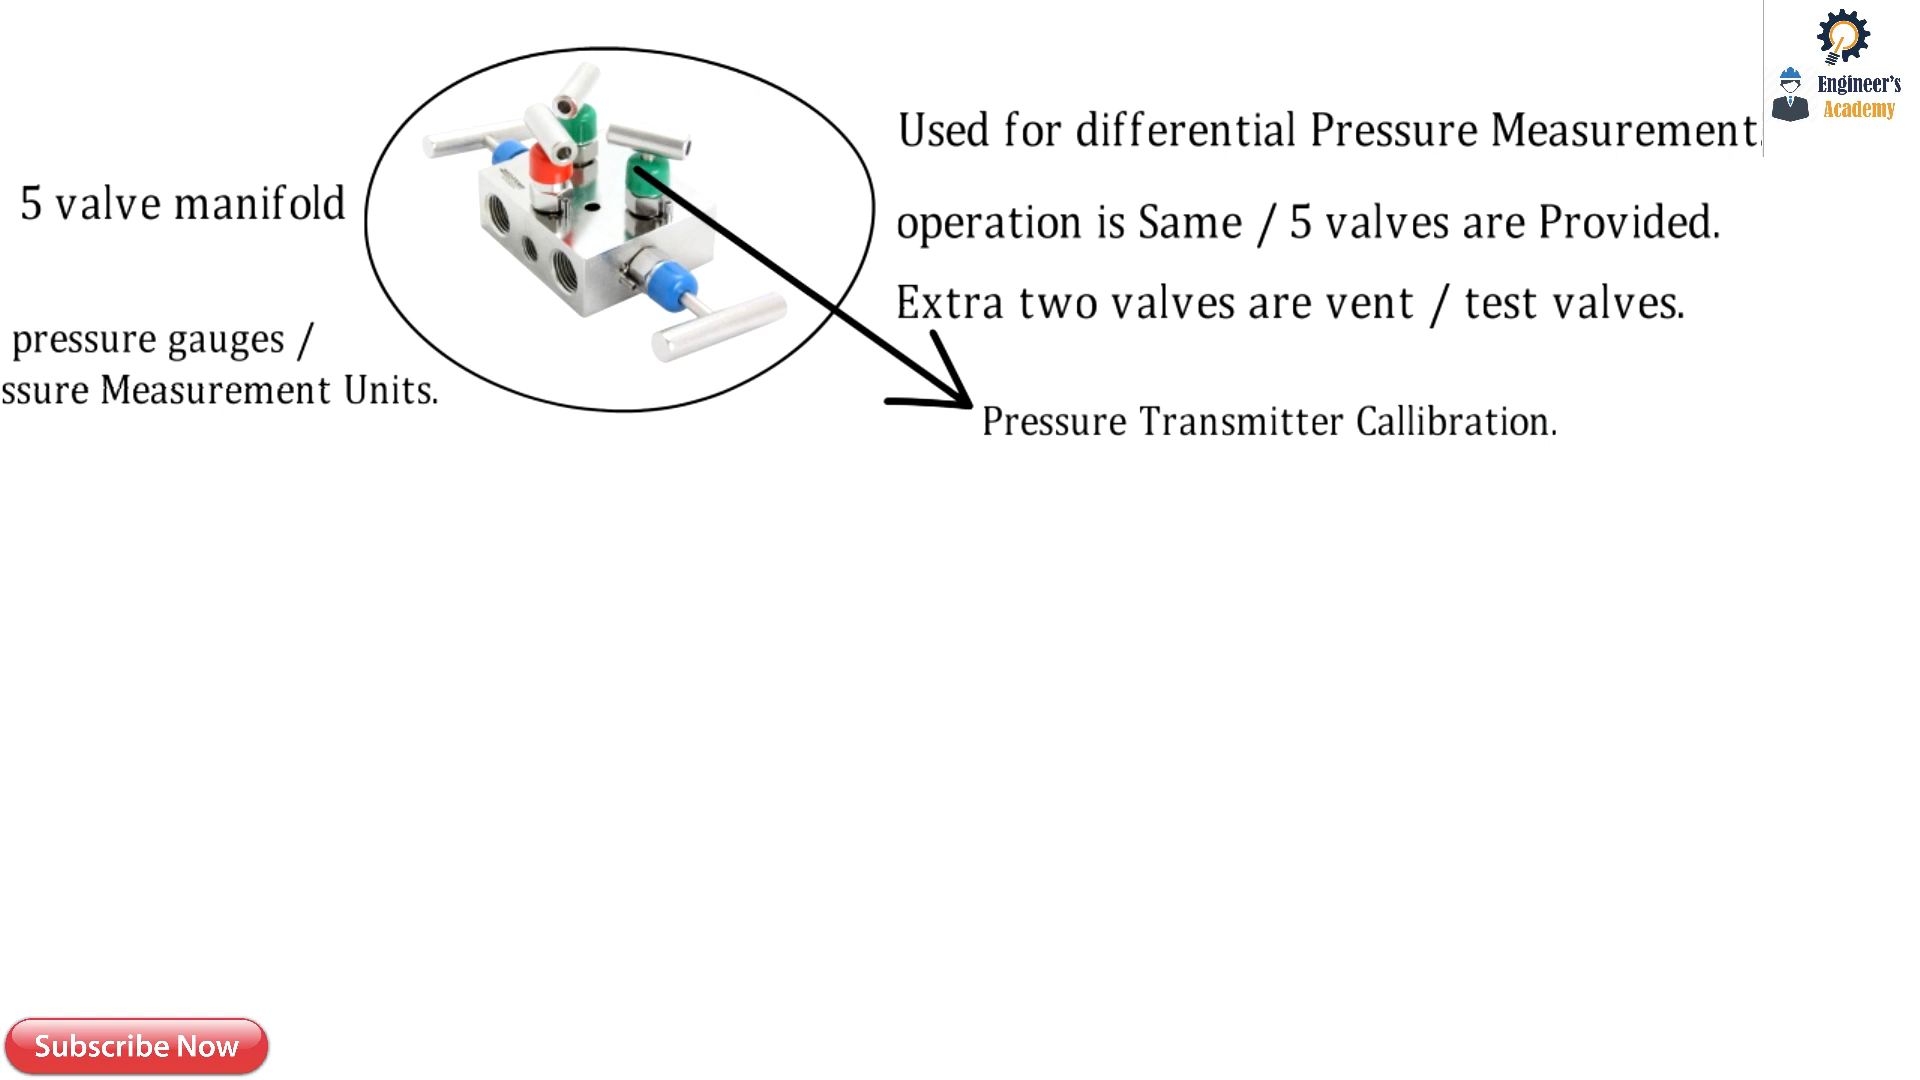 Engineer's
Academy
Used for differential Pressure Measurement.
5 valve manifold
operation is Same / 5 valves are Provided.
Extra two valves are vent / test valves.
pressure gauges /
ssure Measurement Units.
Pressure Transmitter Callibration.
Subscribe Now